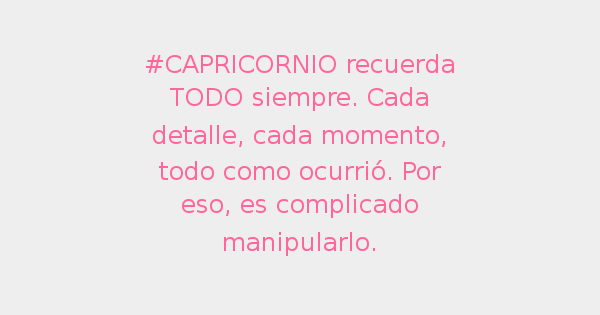 #CAPRICORNIO recuerda
TODO siempre. Cada
detalle, cada momento,
todo como ocurrió. Por
eso, es complicado
manipularlo.